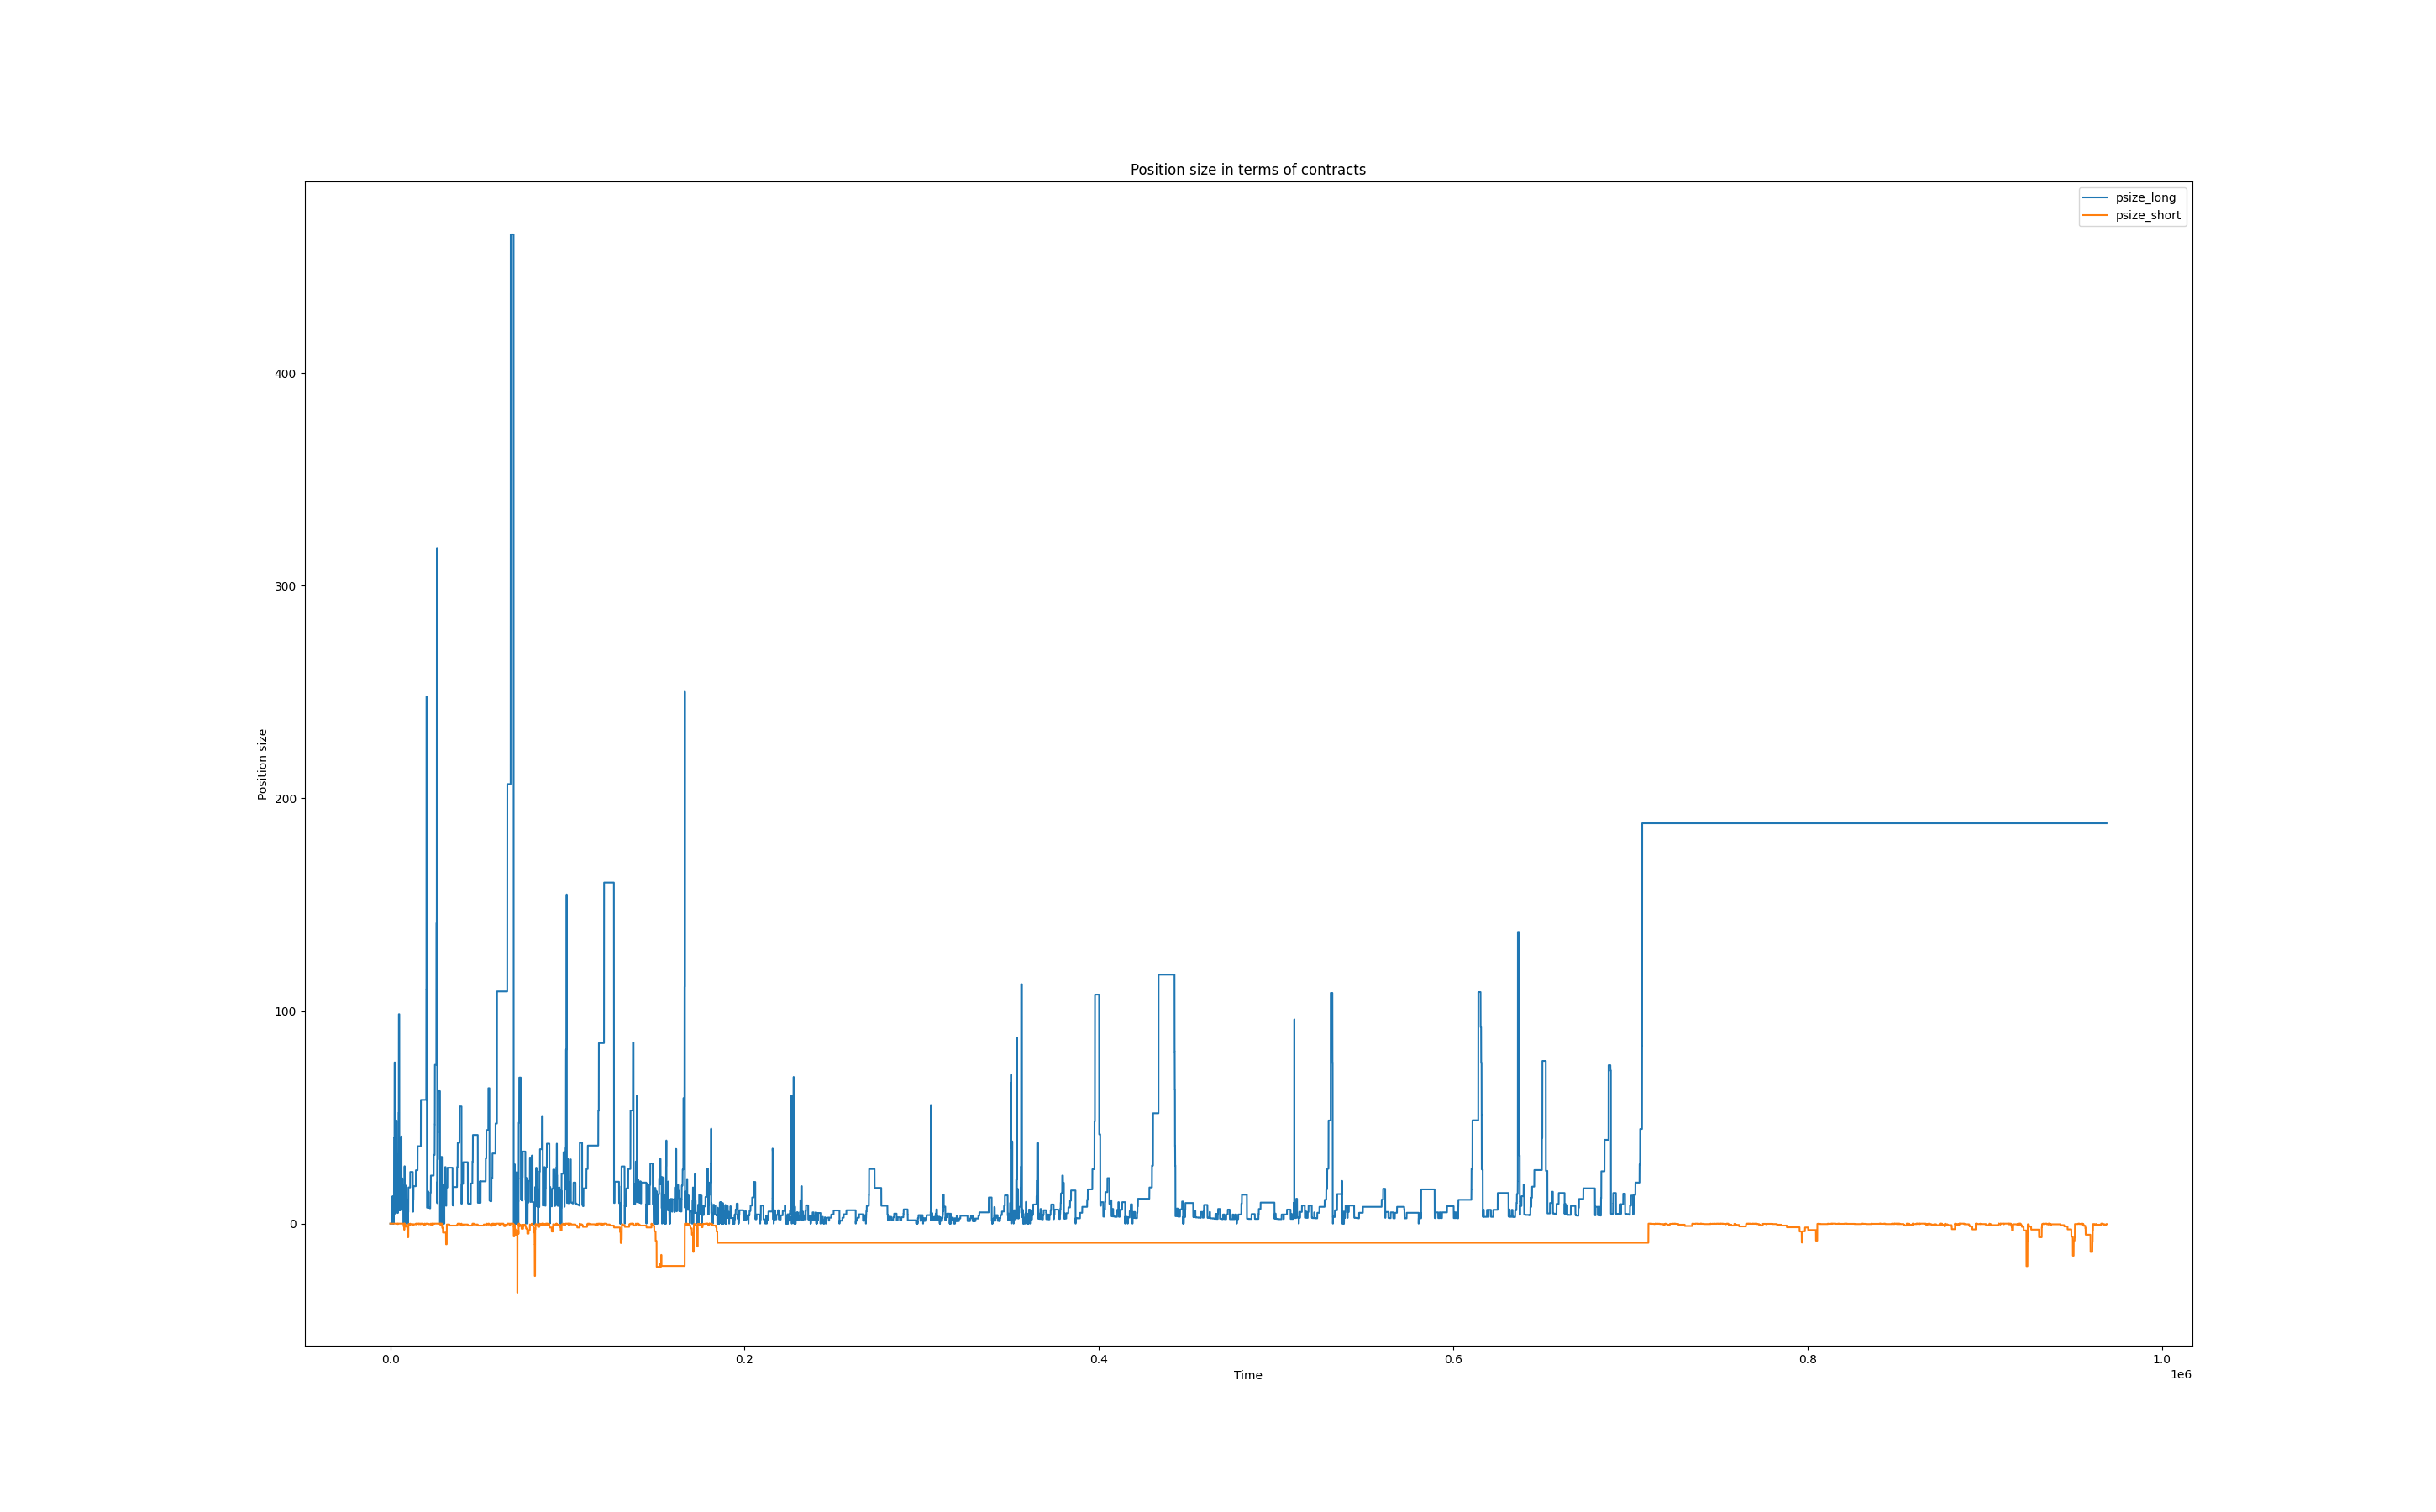 Position size in terms of contracts
psize_long
psize_short
Position size
400
300
200
100
0
0.0 0.2 0.4 0.6 0.8 1.0
Time
1e6